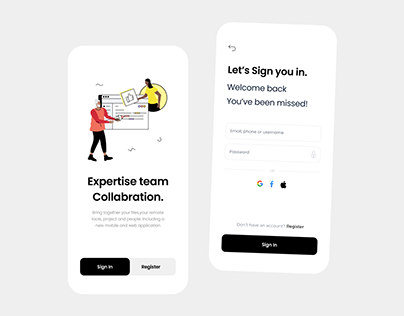 Expertise team
Collabration.
Bring together your files,your remote
tools, project and people including a
new mobile and web application.
Sign In
Register
Let's Sign you in.
Welcome back
You've been missed!
Email, phone or username
Password
or
Don't have an account? Register
Sign In